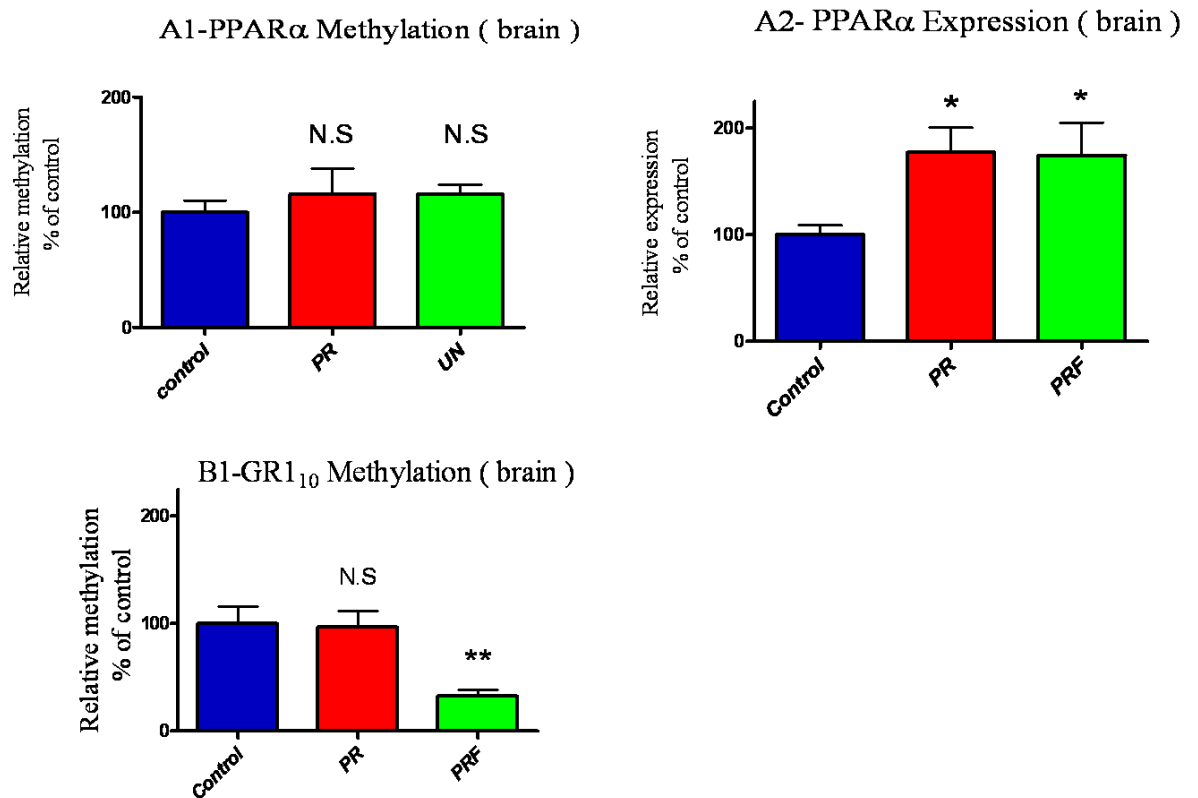 A1-PPARα Methylation ( brain )
Relative methylation
% of control
200
100
0
N.S
N.S
control
PR
UN
A2- PPARα Expression ( brain )
Relative expression
% of control
200
100
0
*
*
Control
PR
PRF
B1-GR1₁₀ Methylation ( brain )
Relative methylation
% of control
200
100
0
N.S
**
Control
PR
PRF